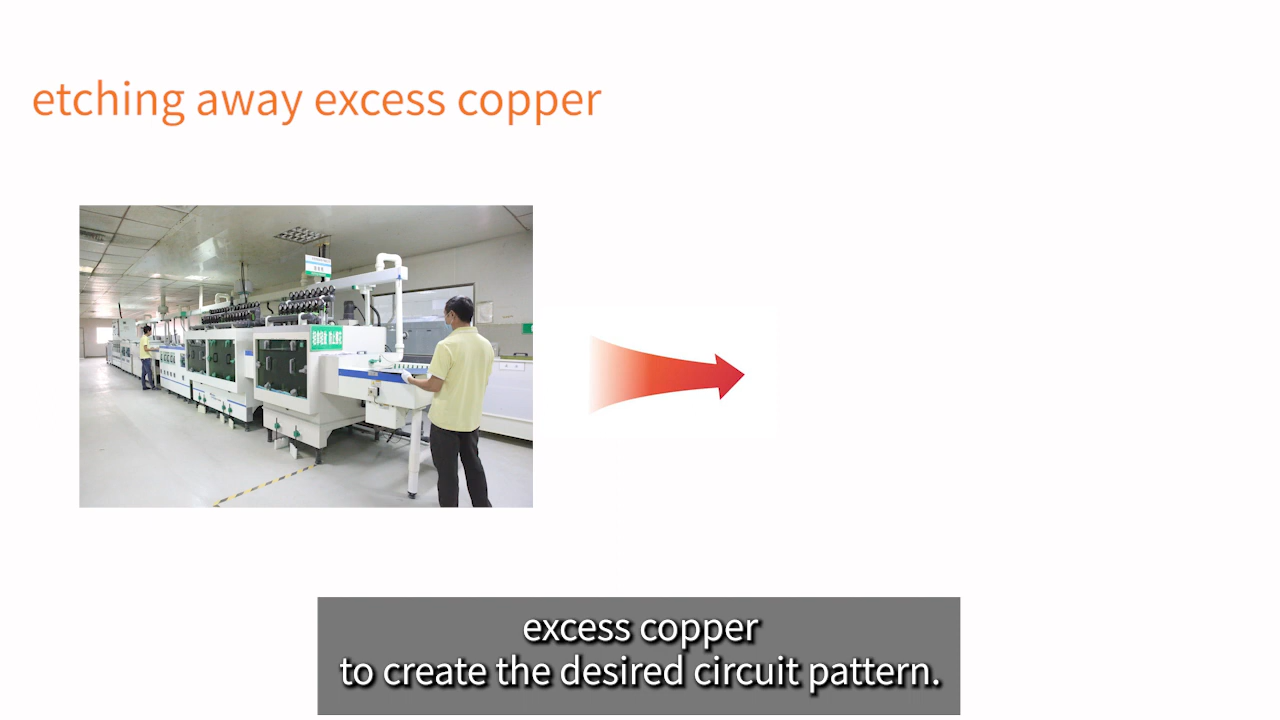 etching away excess copper
excess copper
to create the desired circuit pattern.